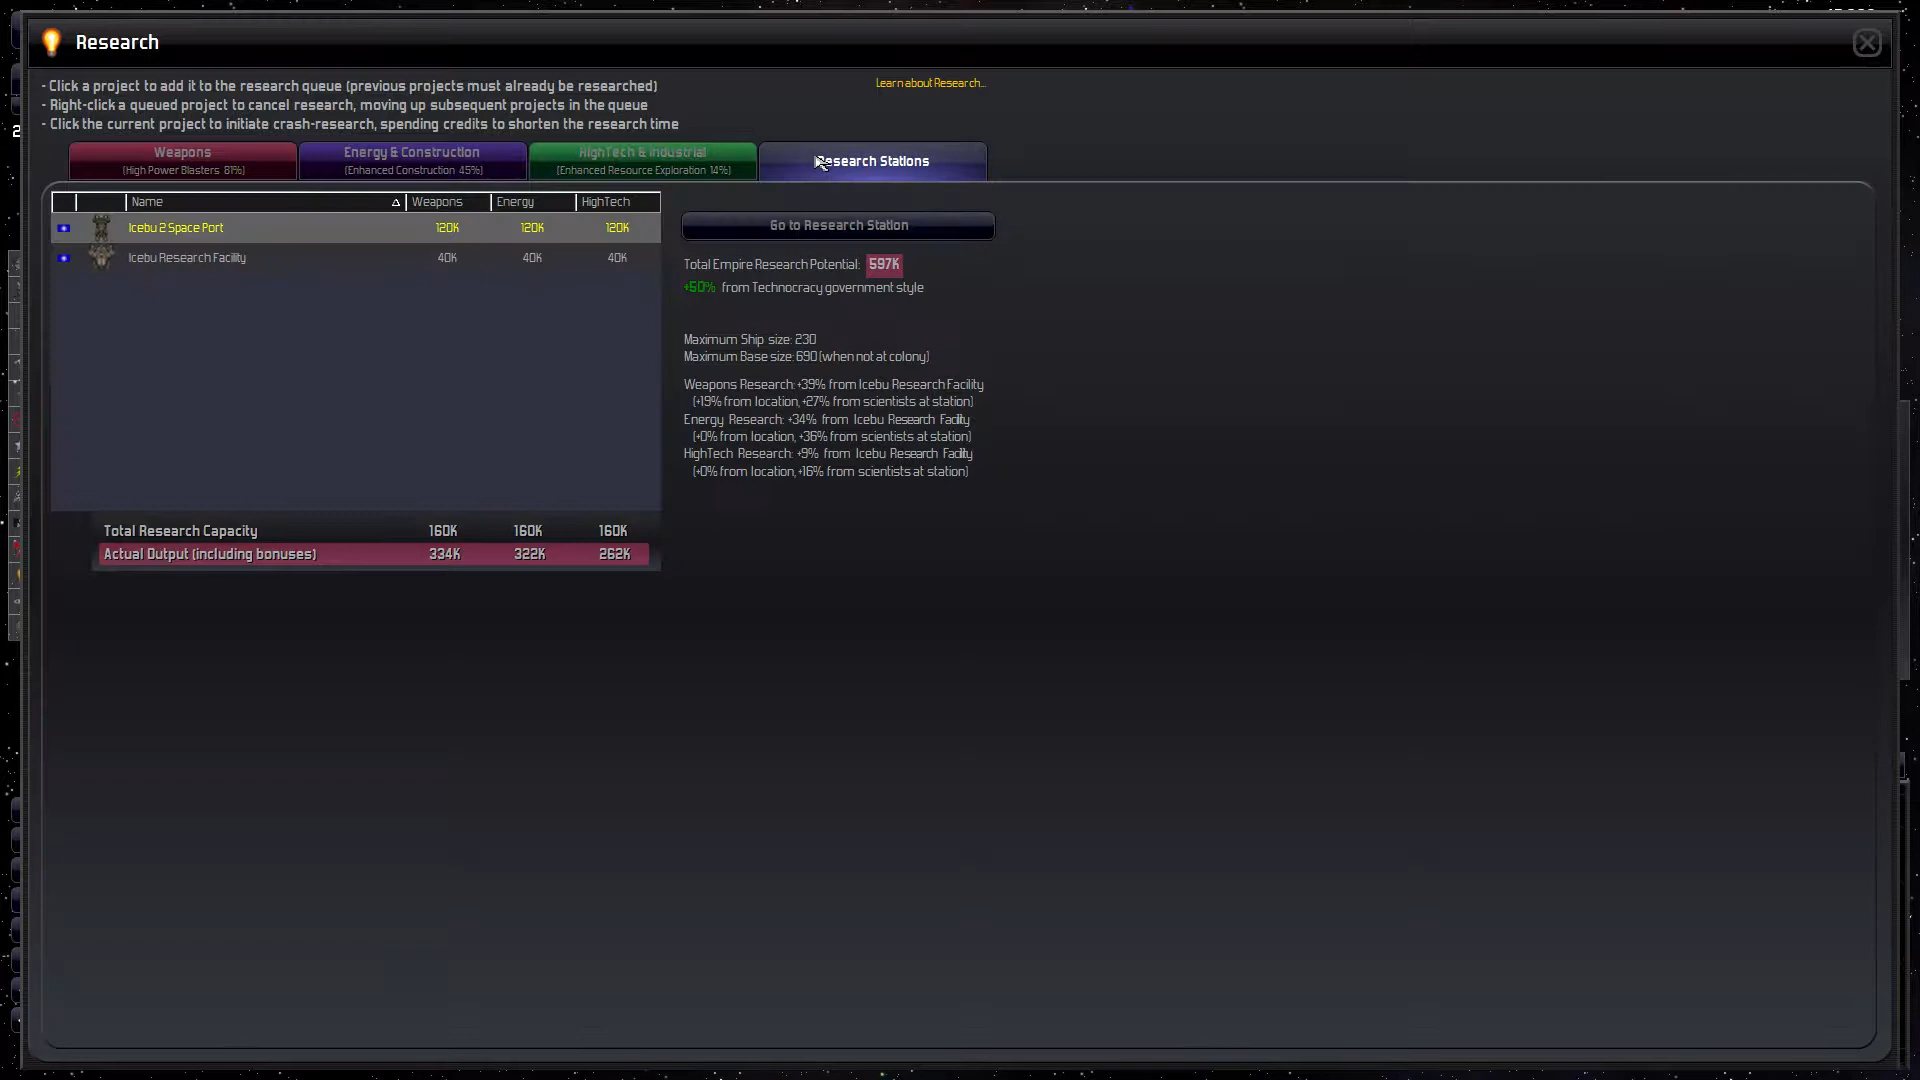 Research
- Click a project to add it to the research queue (previous projects must already be researched)
Learn about Research...
- Right-click a queued project to cancel research, moving up subsequent projects in the queue
- Click the current project to initiate crash-research, spending credits to shorten the research time
Weapons
(High Power Blasters 81%)
Energy & Construction
(Enhanced Construction 45%)
HighTech & Industrial
(Enhanced Resource Exploration 14%)
Research Stations
Name Weapons Energy HighTech
Icebu 2 Space Port 120K 120K 120K
Icebu Research Facility 40K 40K 40K
Total Research Capacity 160K 160K 160K
Actual Output (including bonuses) 334K 322K 262K
Go to Research Station
Total Empire Research Potential: 597K
+50% from Technocracy government style
Maximum Ship size: 230
Maximum Base size: 690 (when not at colony)
Weapons Research: +39% from Icebu Research Facility
(+19% from location, +27% from scientists at station)
Energy Research: +34% from Icebu Research Facility
(+0% from location, +36% from scientists at station)
HighTech Research: +9% from Icebu Research Facility
(+0% from location, +16% from scientists at station)